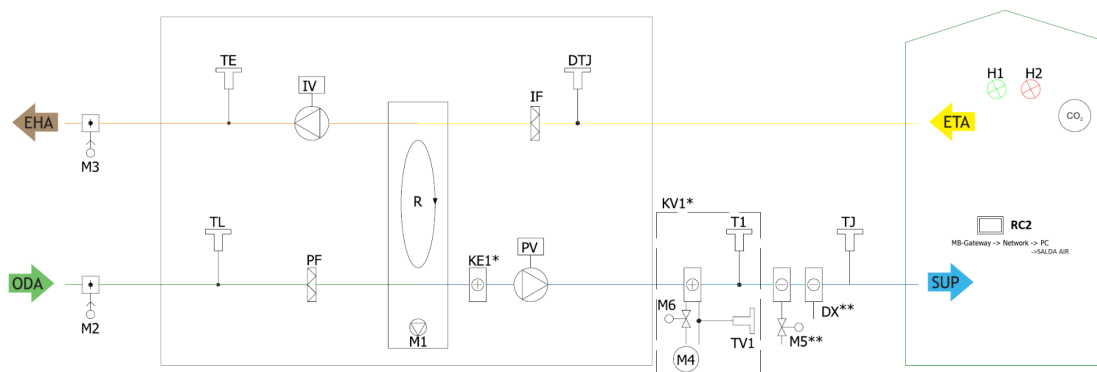 TE
IV
DTJ
IF
H1
H2
EHA
ETA
CO2
M3
R
KV1*
TL
T1
TJ
RC2
MB-Gateway -> Network -> PC
->SALDA AIR
PF
KE1*
PV
ODA
SUP
M6
DX**
M2
M1
M4
TV1
M5**